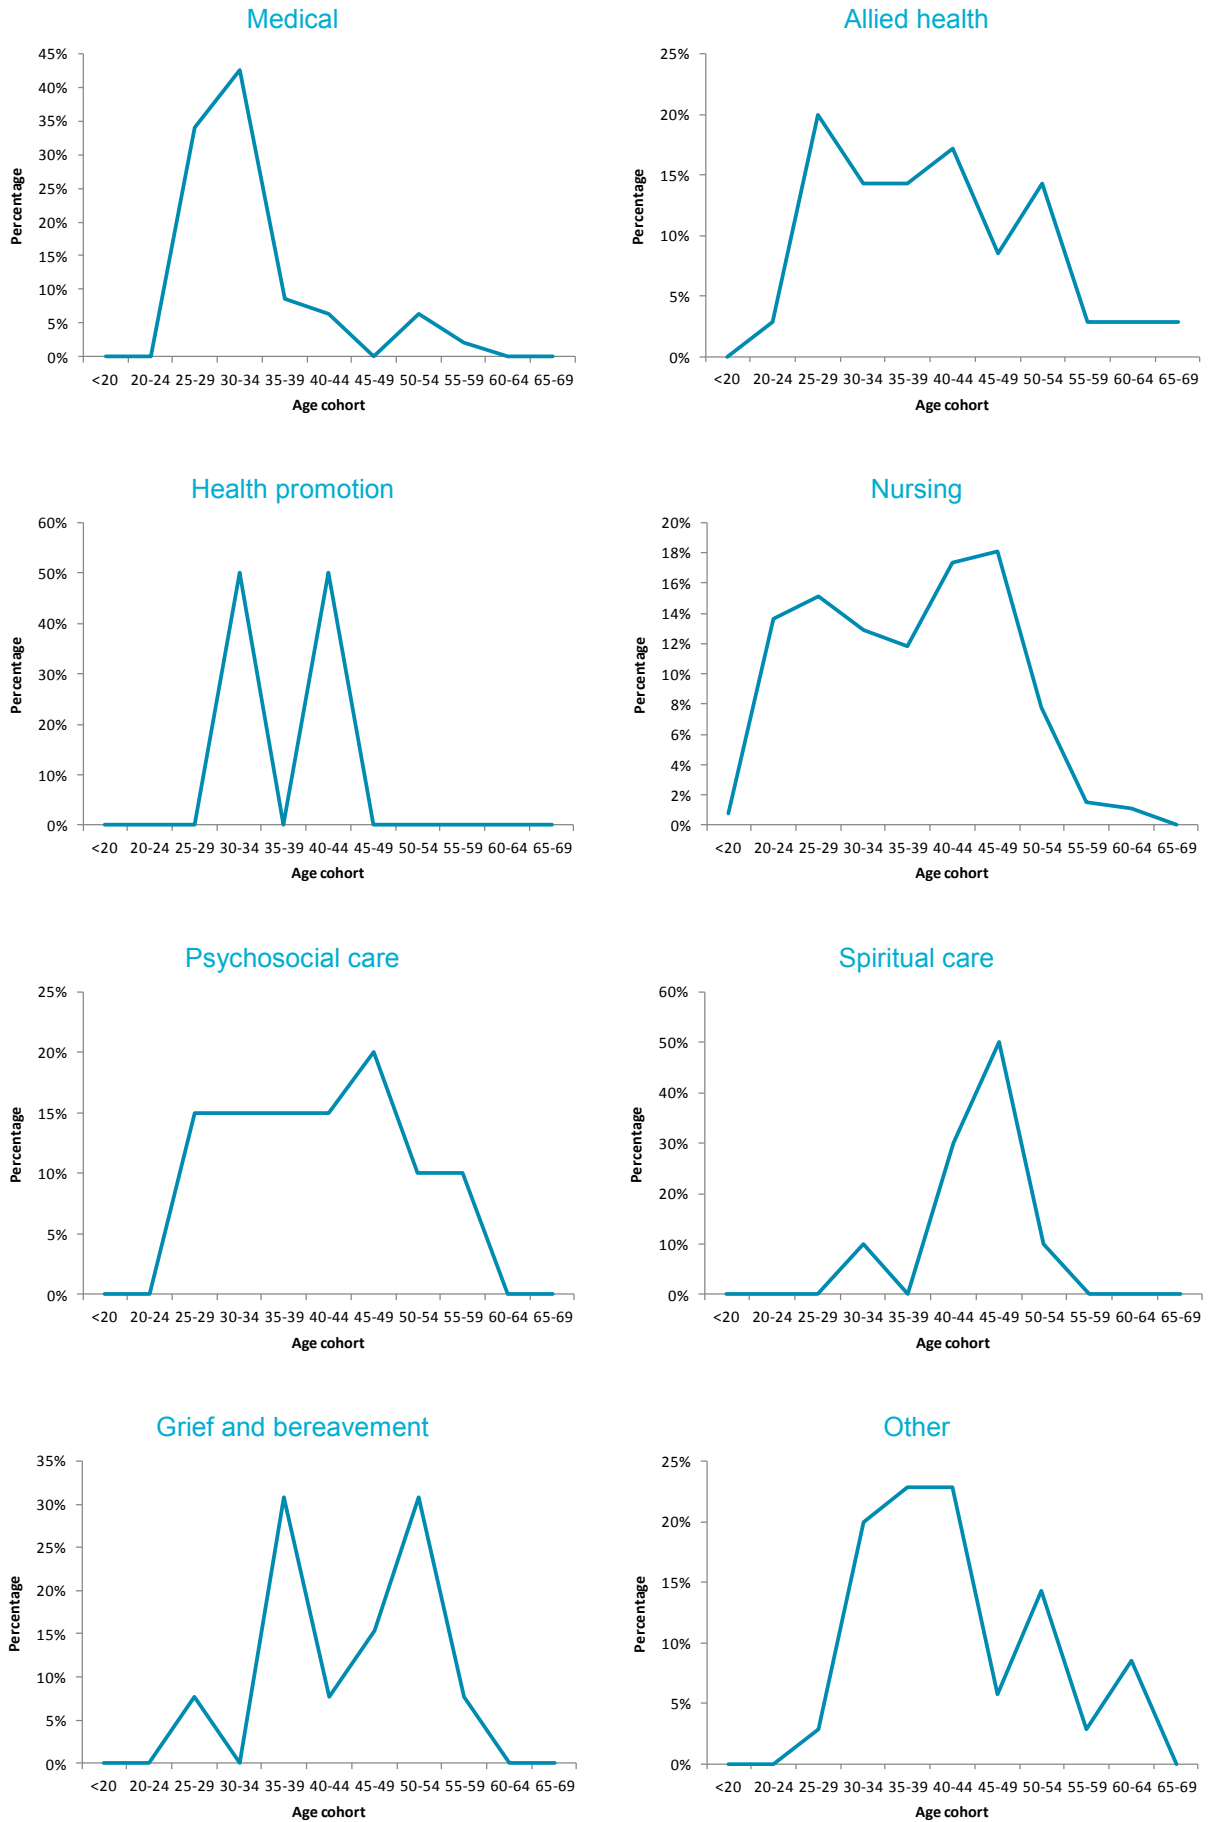 Medical
45%
40%
35%
30%
25%
20%
15%
10%
5%
0%
Percentage
<20 20-24 25-29 30-34 35-39 40-44 45-49 50-54 55-59 60-64 65-69
Age cohort
Allied health
25%
20%
15%
10%
5%
0%
Percentage
<20 20-24 25-29 30-34 35-39 40-44 45-49 50-54 55-59 60-64 65-69
Age cohort
Health promotion
60%
50%
40%
30%
20%
10%
0%
Percentage
<20 20-24 25-29 30-34 35-39 40-44 45-49 50-54 55-59 60-64 65-69
Age cohort
Nursing
20%
18%
16%
14%
12%
10%
8%
6%
4%
2%
0%
Percentage
<20 20-24 25-29 30-34 35-39 40-44 45-49 50-54 55-59 60-64 65-69
Age cohort
Psychosocial care
25%
20%
15%
10%
5%
0%
Percentage
<20 20-24 25-29 30-34 35-39 40-44 45-49 50-54 55-59 60-64 65-69
Age cohort
Spiritual care
60%
50%
40%
30%
20%
10%
0%
Percentage
<20 20-24 25-29 30-34 35-39 40-44 45-49 50-54 55-59 60-64 65-69
Age cohort
Grief and bereavement
35%
30%
25%
20%
15%
10%
5%
0%
Percentage
<20 20-24 25-29 30-34 35-39 40-44 45-49 50-54 55-59 60-64 65-69
Age cohort
Other
25%
20%
15%
10%
5%
0%
Percentage
<20 20-24 25-29 30-34 35-39 40-44 45-49 50-54 55-59 60-64 65-69
Age cohort